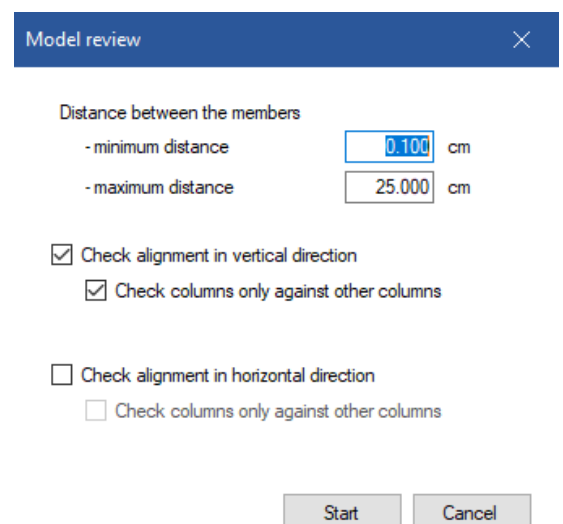 Model review
Distance between the members
- minimum distance 0.100 cm
- maximum distance 25.000 cm
Check alignment in vertical direction
Check columns only against other columns
Check alignment in horizontal direction
Check columns only against other columns
Start Cancel